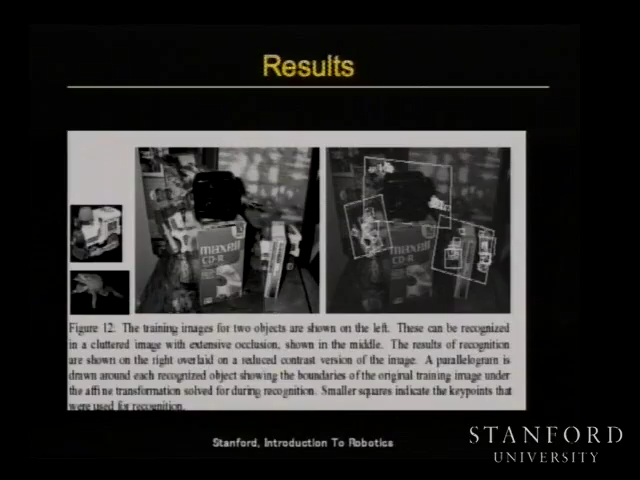 Results
maxell
CD-R
Figure 12: The training images for two objects are shown on the left. These can be recognized
in a cluttered image with extensive occlusion, shown in the middle. The results of recognition
are shown on the right overlaid on a reduced contrast version of the image. A parallelogram is
drawn around each recognized object showing the boundaries of the original training image under
the affine transformation solved for during recognition. Smaller squares indicate the keypoints that
were used for recognition.
Stanford, Introduction To Robotics
STANFORD
UNIVERSITY